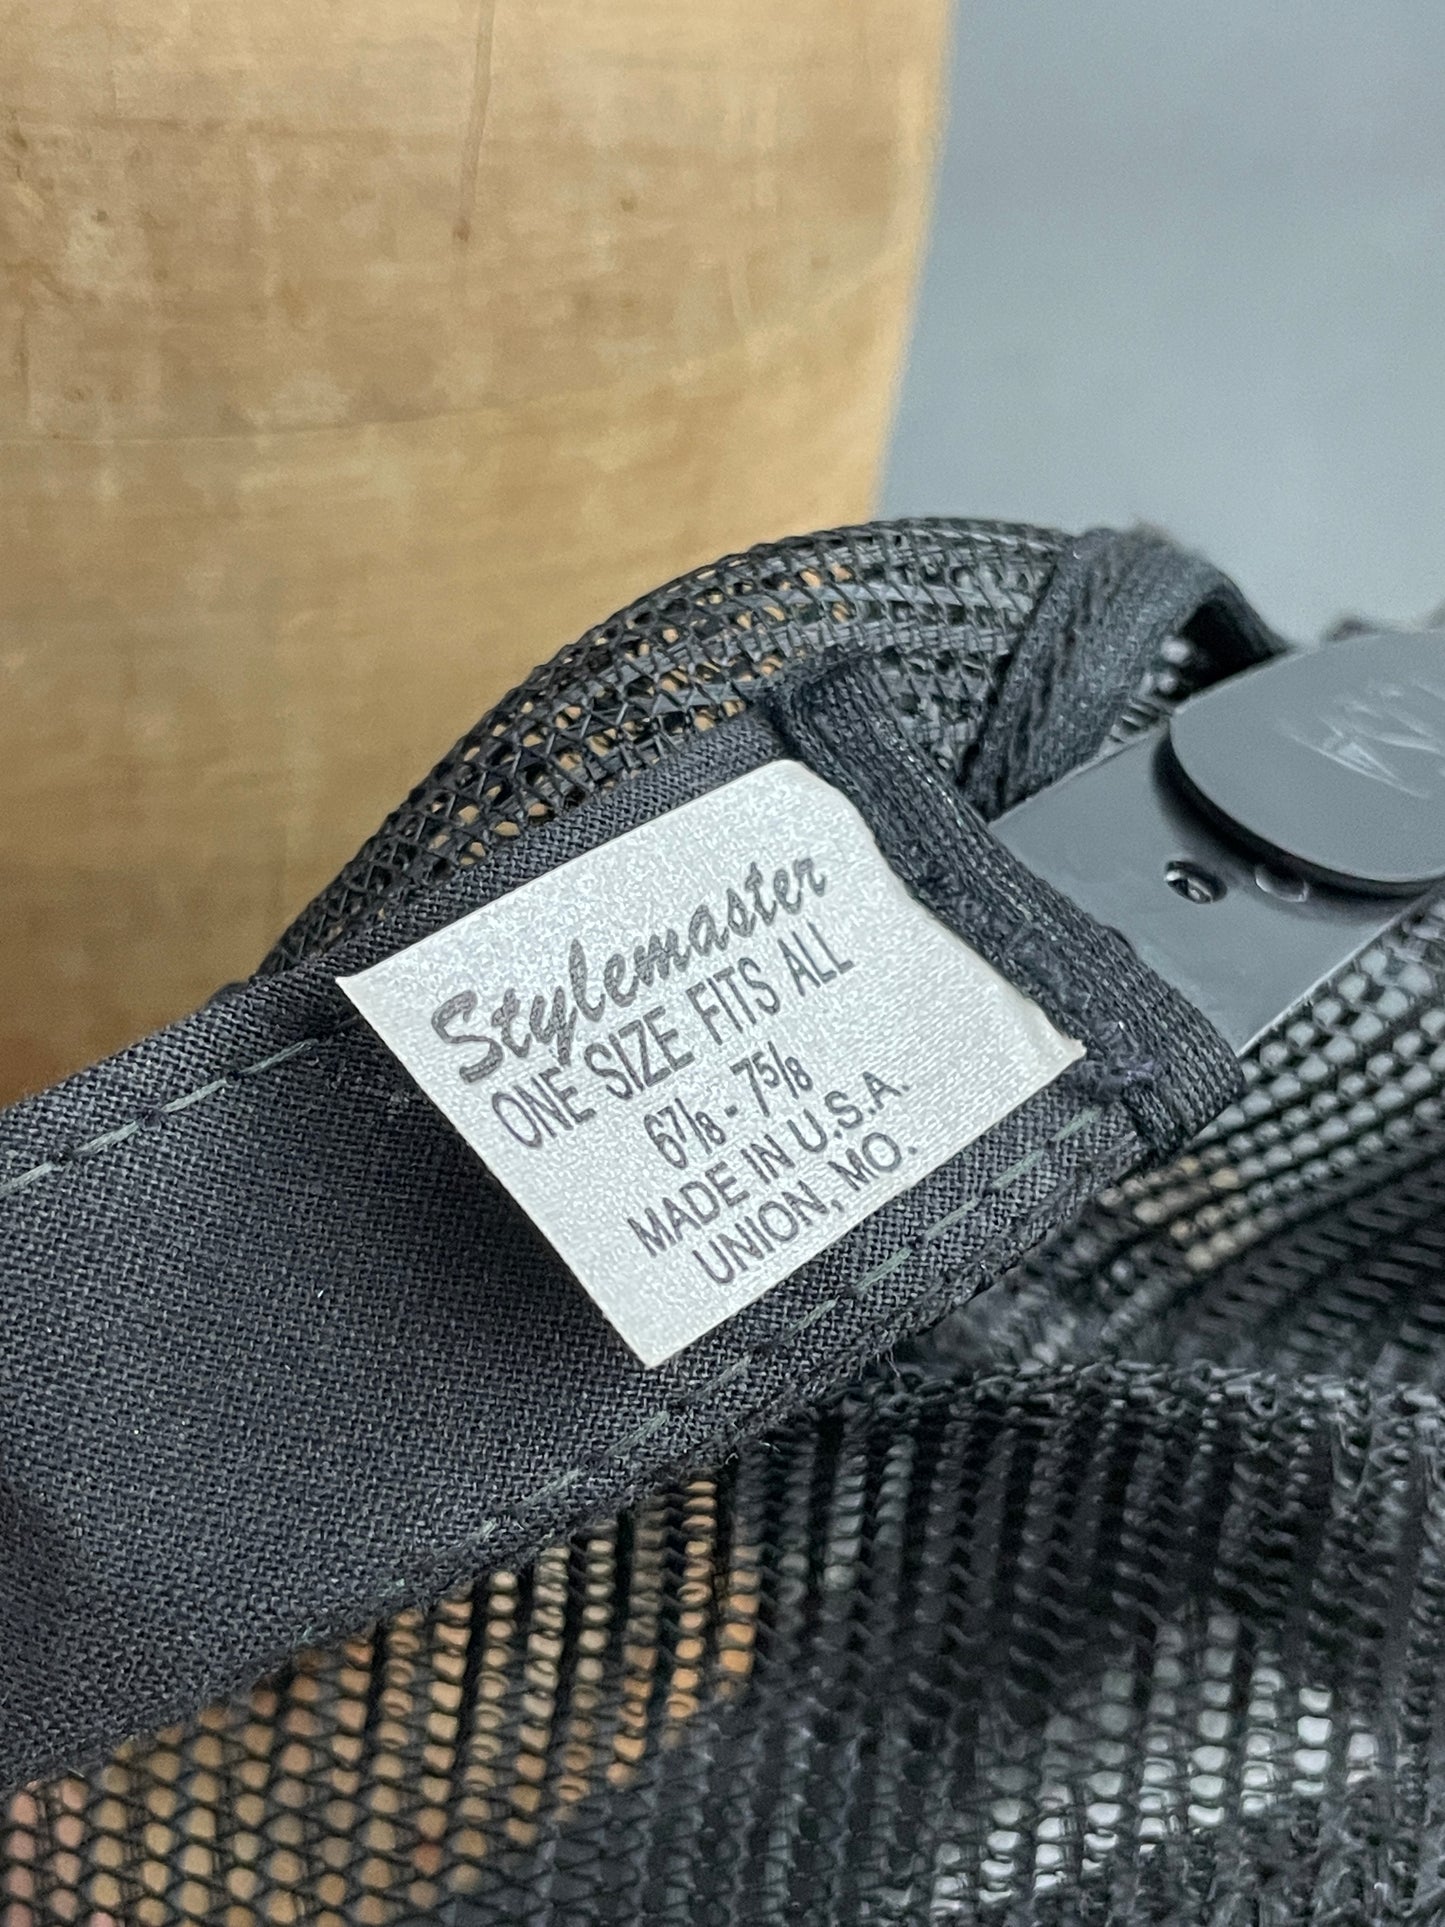 Stylemaster
ONE SIZE FITS ALL
6⅞ - 7⅝
MADE IN U.S.A.
UNION, MO.